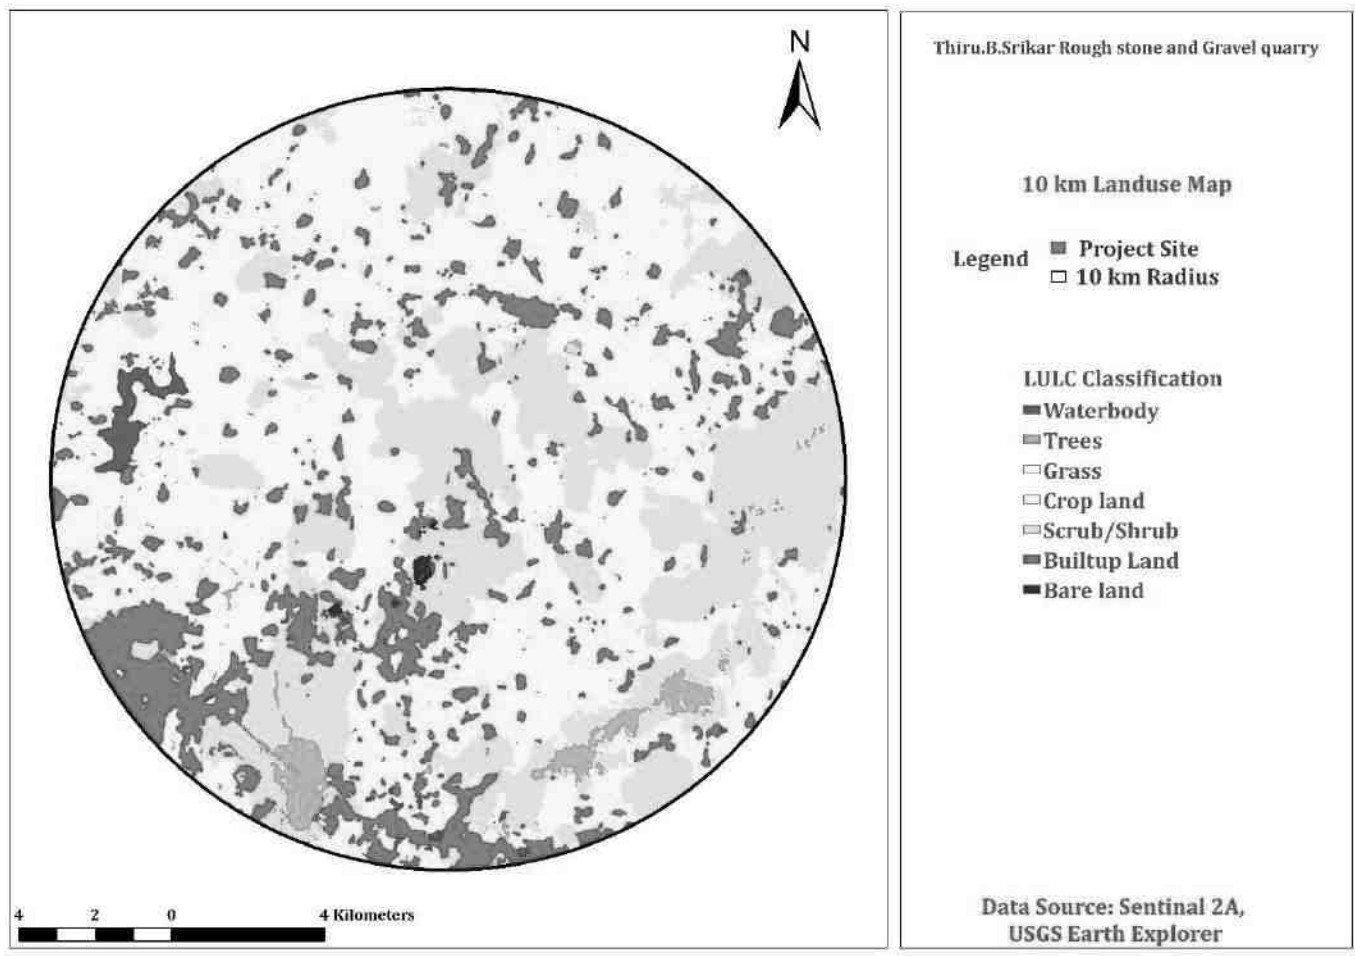 N
Thiru.B.Srikar Rough stone and Gravel quarry
10 km Landuse Map
Legend
Project Site
10 km Radius
LULC Classification
Waterbody
Trees
Grass
Crop land
Scrub/Shrub
Builtup Land
Bare land
4 2 0 4 Kilometers
Data Source: Sentinal 2A,
USGS Earth Explorer